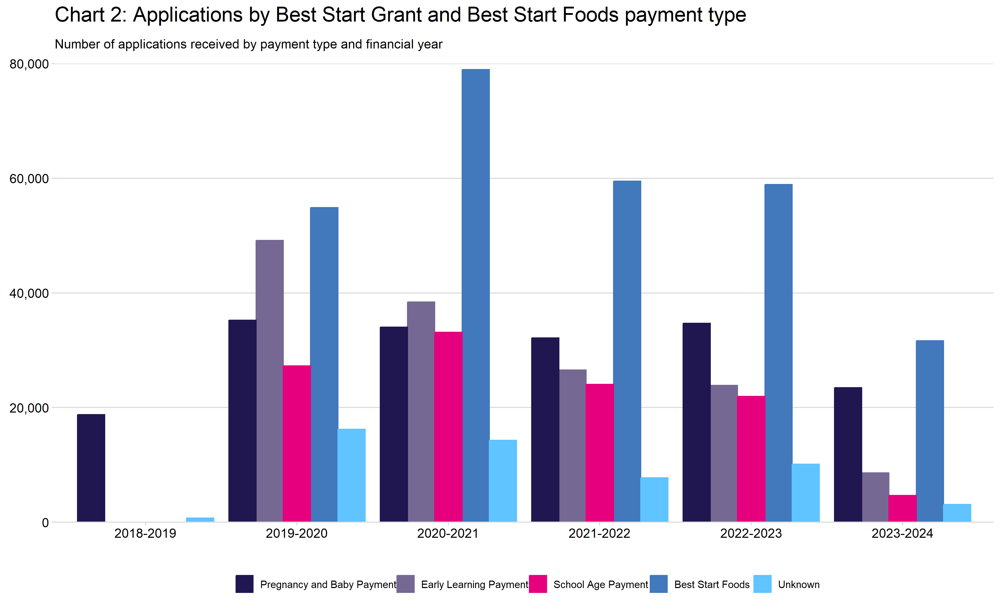 Chart 2: Applications by Best Start Grant and Best Start Foods payment type
Number of applications received by payment type and financial year
80,000
60,000
40,000
20,000
0
2018-2019 2019-2020 2020-2021 2021-2022 2022-2023 2023-2024
Pregnancy and Baby Payment Early Learning Payment School Age Payment Best Start Foods Unknown